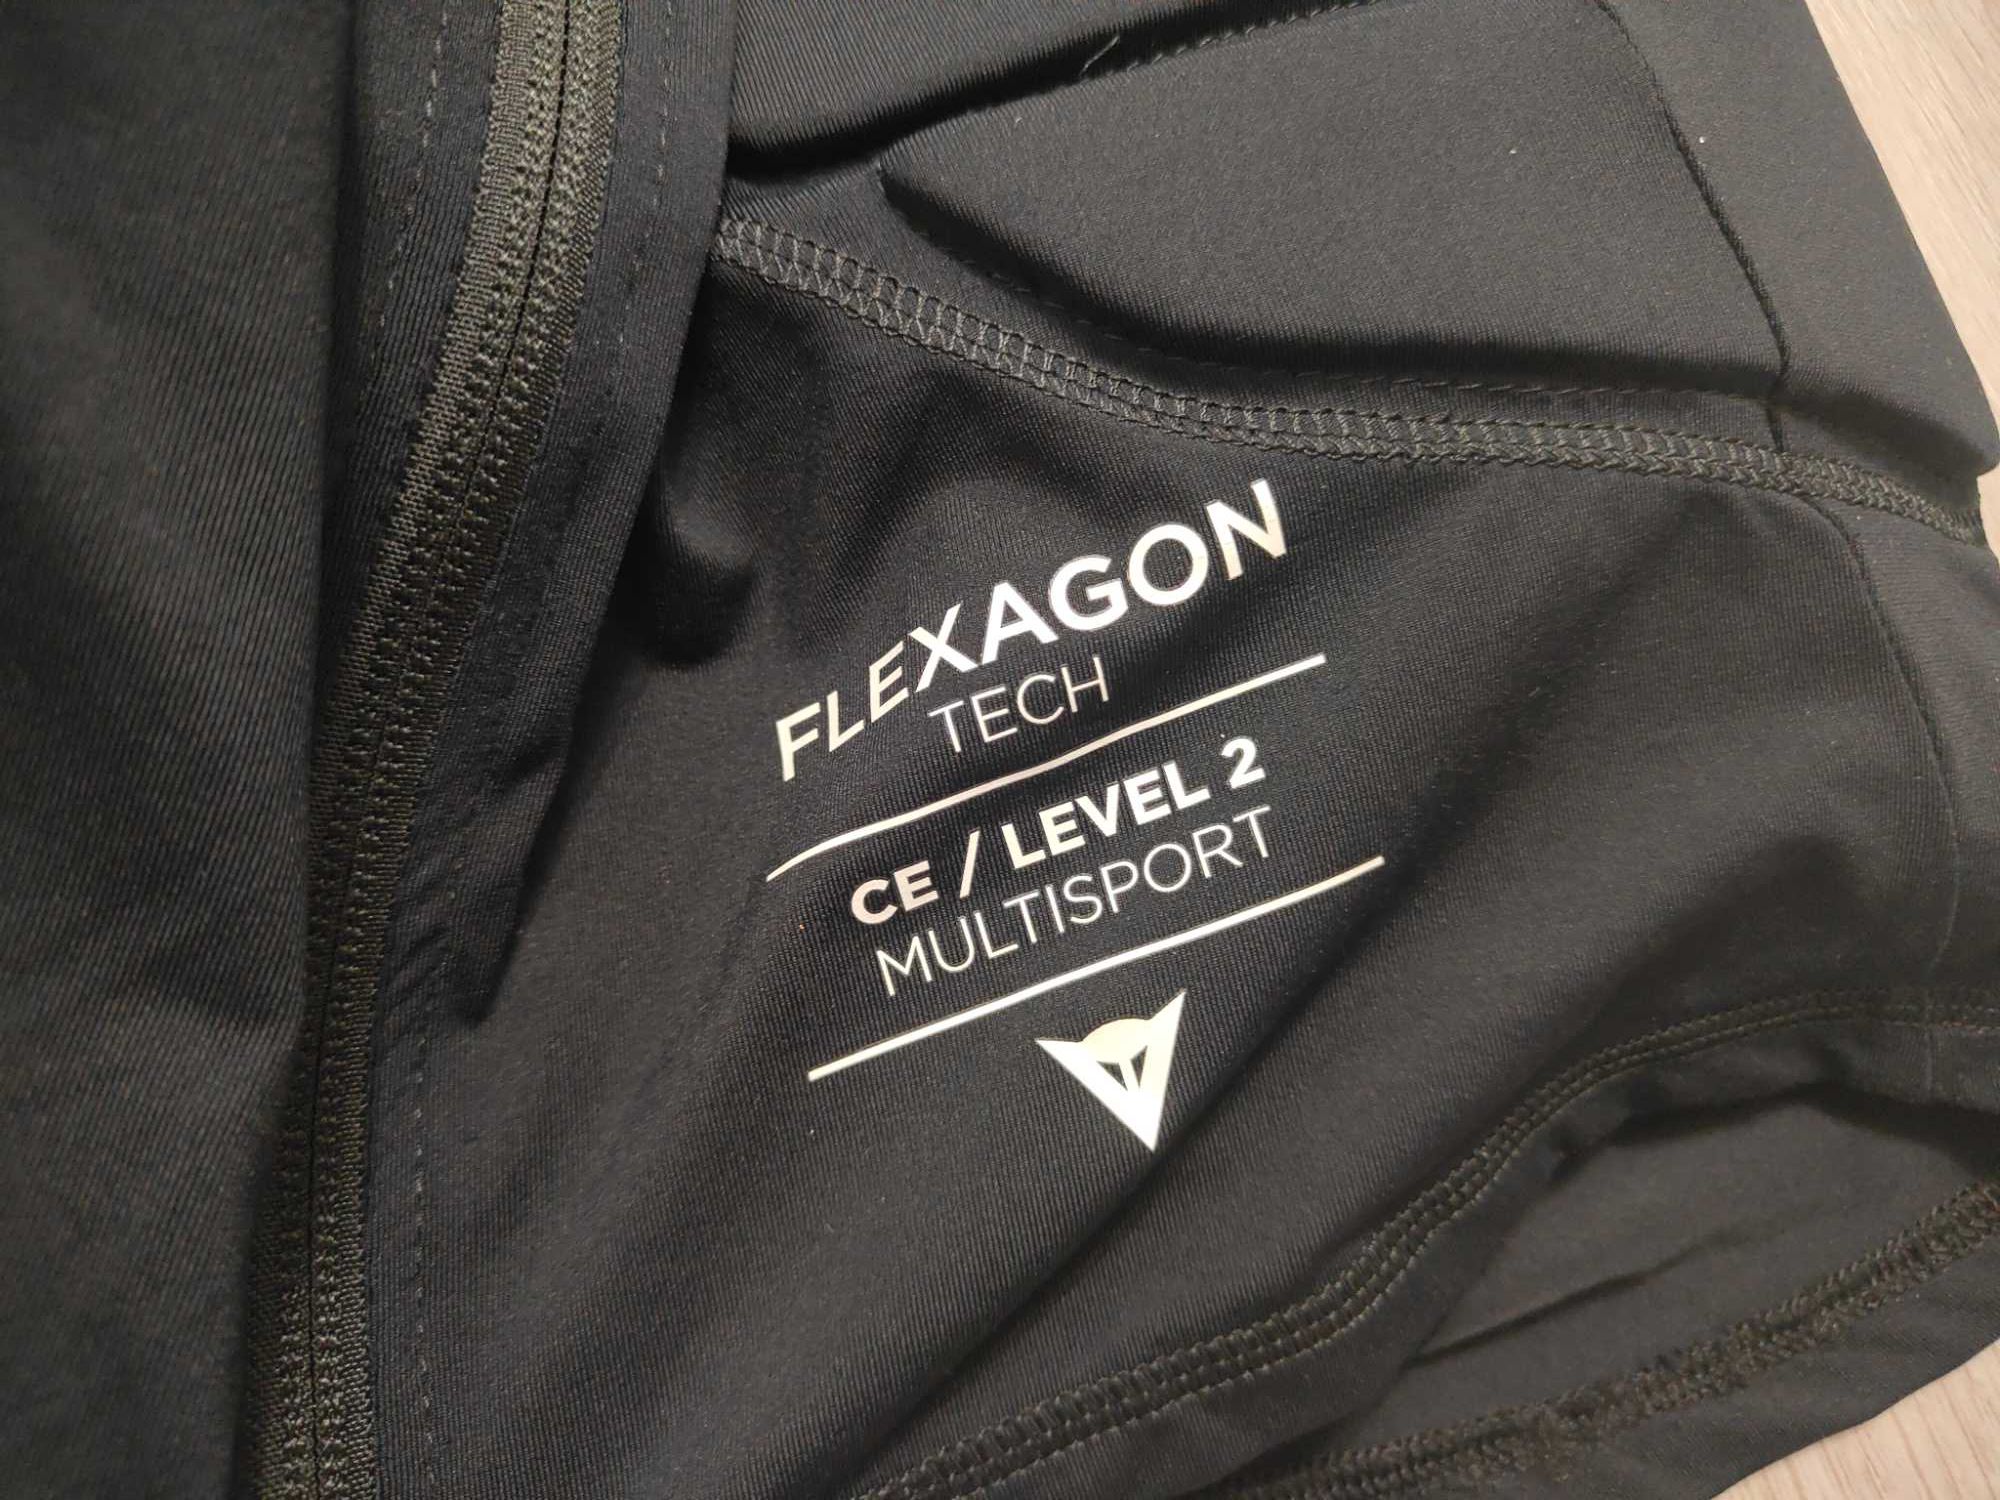 FLEXAGON
TECH
CE / LEVEL 2
MULTISPORT